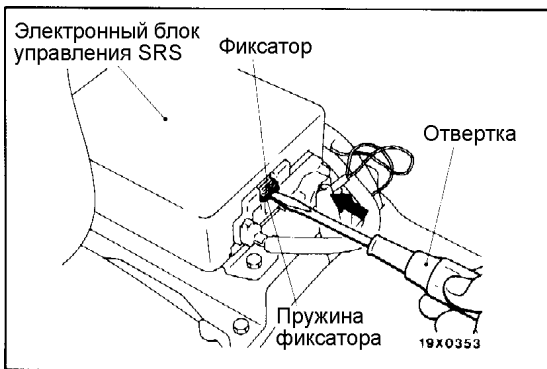 Электронный блок
управления SRS
Фиксатор
Отвертка
Пружина
фиксатора
19X0353